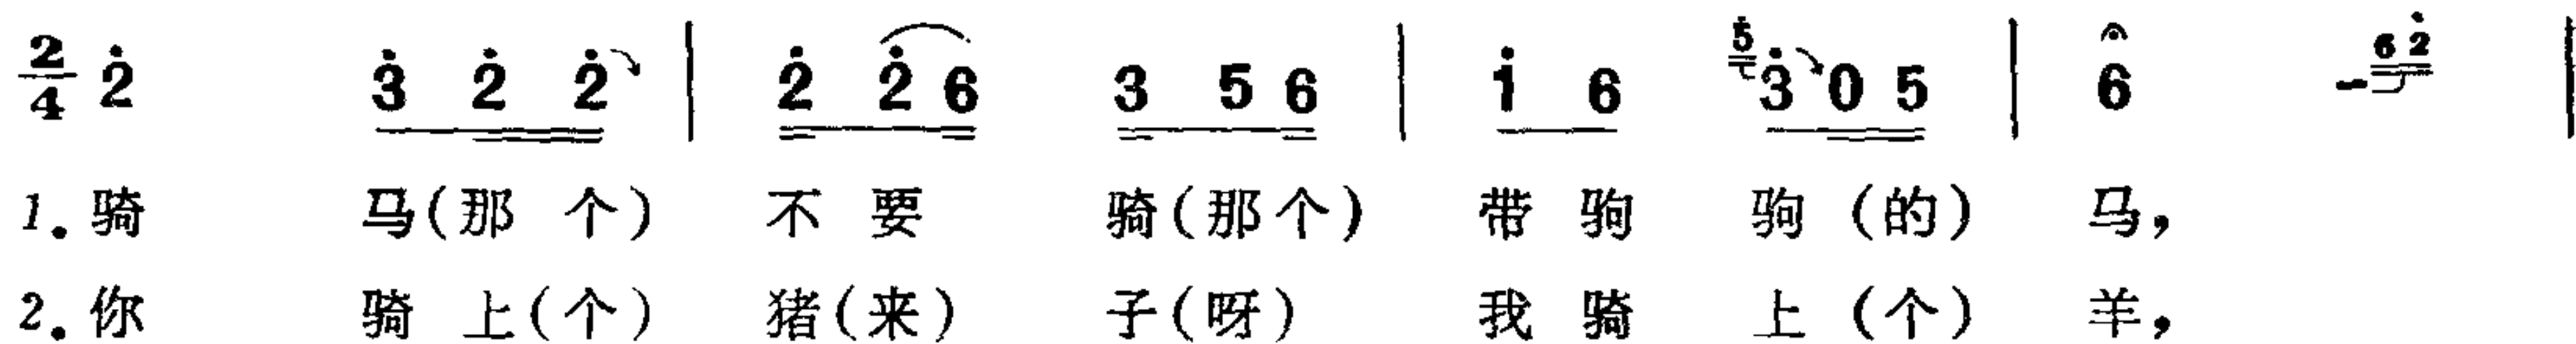 2/4 2̇ 3̇ 2̇ 2̇ | 2̇ 2̇ 6 3 5 6 | 1̇ 6 5̇ 3̇ 0 5 | 6 - 6 2̇ |
1. 骑 马(那 个) 不 要 骑(那个) 带 驹 驹 (的) 马,
2. 你 骑 上(个) 猪(来) 子(呀) 我 骑 上 (个) 羊,